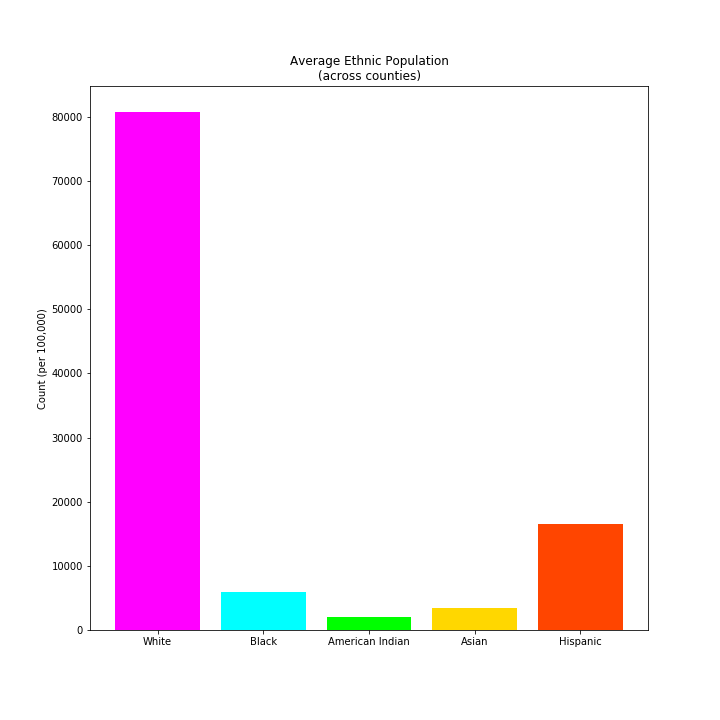 Average Ethnic Population
(across counties)
Count (per 100,000)
80000
70000
60000
50000
40000
30000
20000
10000
0
White
Black
American Indian
Asian
Hispanic